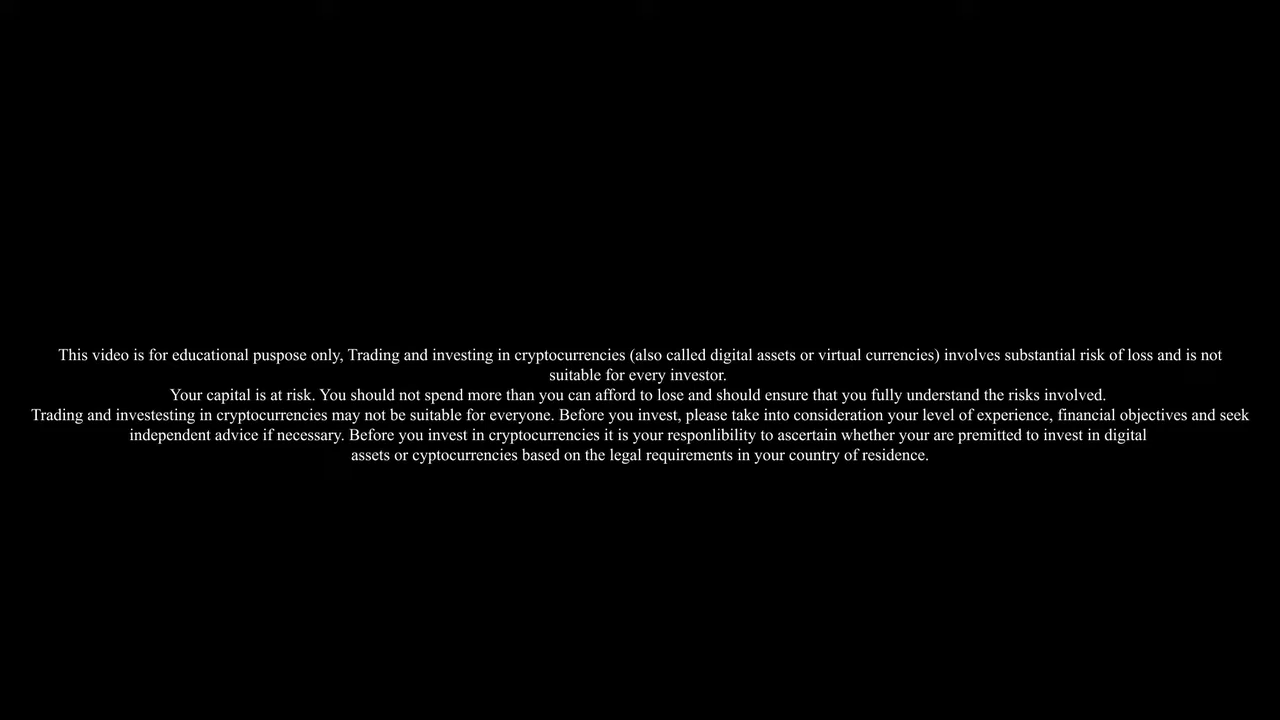 This video is for educational puspose only, Trading and investing in cryptocurrencies (also called digital assets or virtual currencies) involves substantial risk of loss and is not
suitable for every investor.
Your capital is at risk. You should not spend more than you can afford to lose and should ensure that you fully understand the risks involved.
Trading and investesting in cryptocurrencies may not be suitable for everyone. Before you invest, please take into consideration your level of experience, financial objectives and seek
independent advice if necessary. Before you invest in cryptocurrencies it is your responlibility to ascertain whether your are premitted to invest in digital
assets or cyptocurrencies based on the legal requirements in your country of residence.